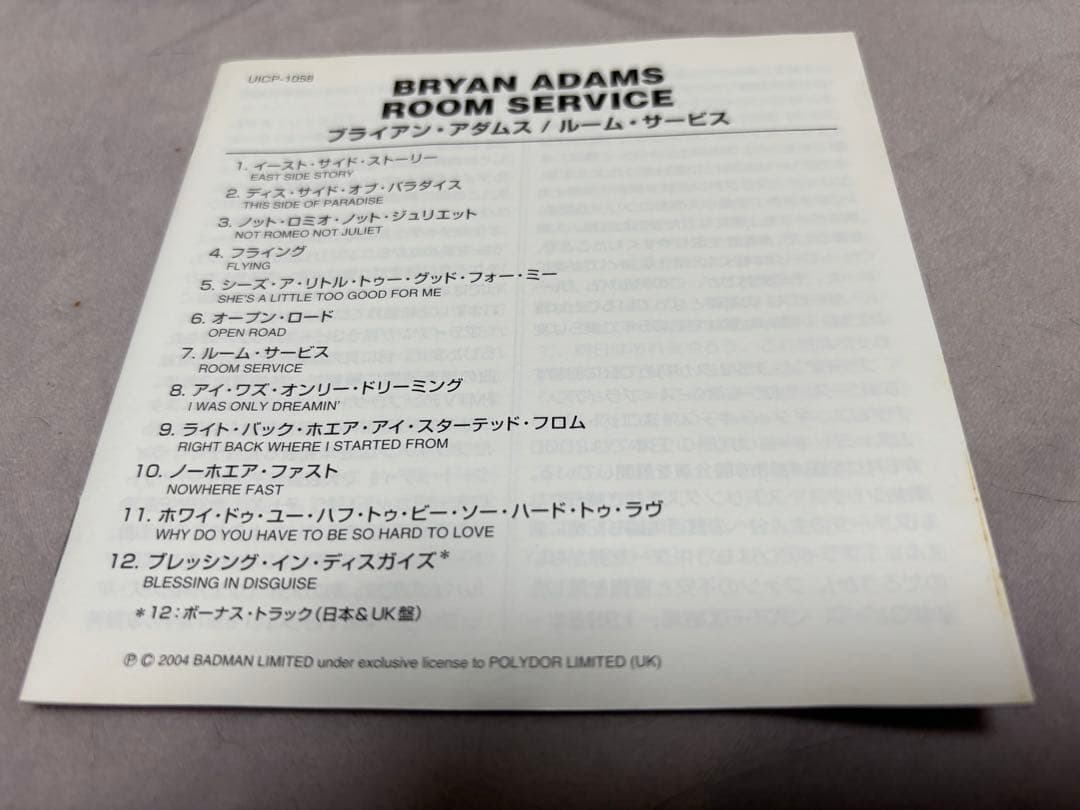 UICP-1058
BRYAN ADAMS
ROOM SERVICE
ブライアン・アダムス / ルーム・サービス
1. イースト・サイド・ストーリー
EAST SIDE STORY
2. ディス・サイド・オブ・パラダイス
THIS SIDE OF PARADISE
3. ノット・ロミオ・ノット・ジュリエット
NOT ROMEO NOT JULIET
4. フライング
FLYING
5. シーズ・ア・リトル・トゥー・グッド・フォー・ミー
SHE'S A LITTLE TOO GOOD FOR ME
6. オープン・ロード
OPEN ROAD
7. ルーム・サービス
ROOM SERVICE
8. アイ・ワズ・オンリー・ドリーミング
I WAS ONLY DREAMIN'
9. ライト・バック・ホエア・アイ・スターテッド・フロム
RIGHT BACK WHERE I STARTED FROM
10. ノーホエア・ファスト
NOWHERE FAST
11. ホワイ・ドゥ・ユー・ハフ・トゥ・ビー・ソー・ハード・トゥ・ラヴ
WHY DO YOU HAVE TO BE SO HARD TO LOVE
12. ブレッシング・イン・ディスガイズ*
BLESSING IN DISGUISE
*12:ボーナス・トラック(日本&UK盤)
℗ © 2004 BADMAN LIMITED under exclusive license to POLYDOR LIMITED (UK)